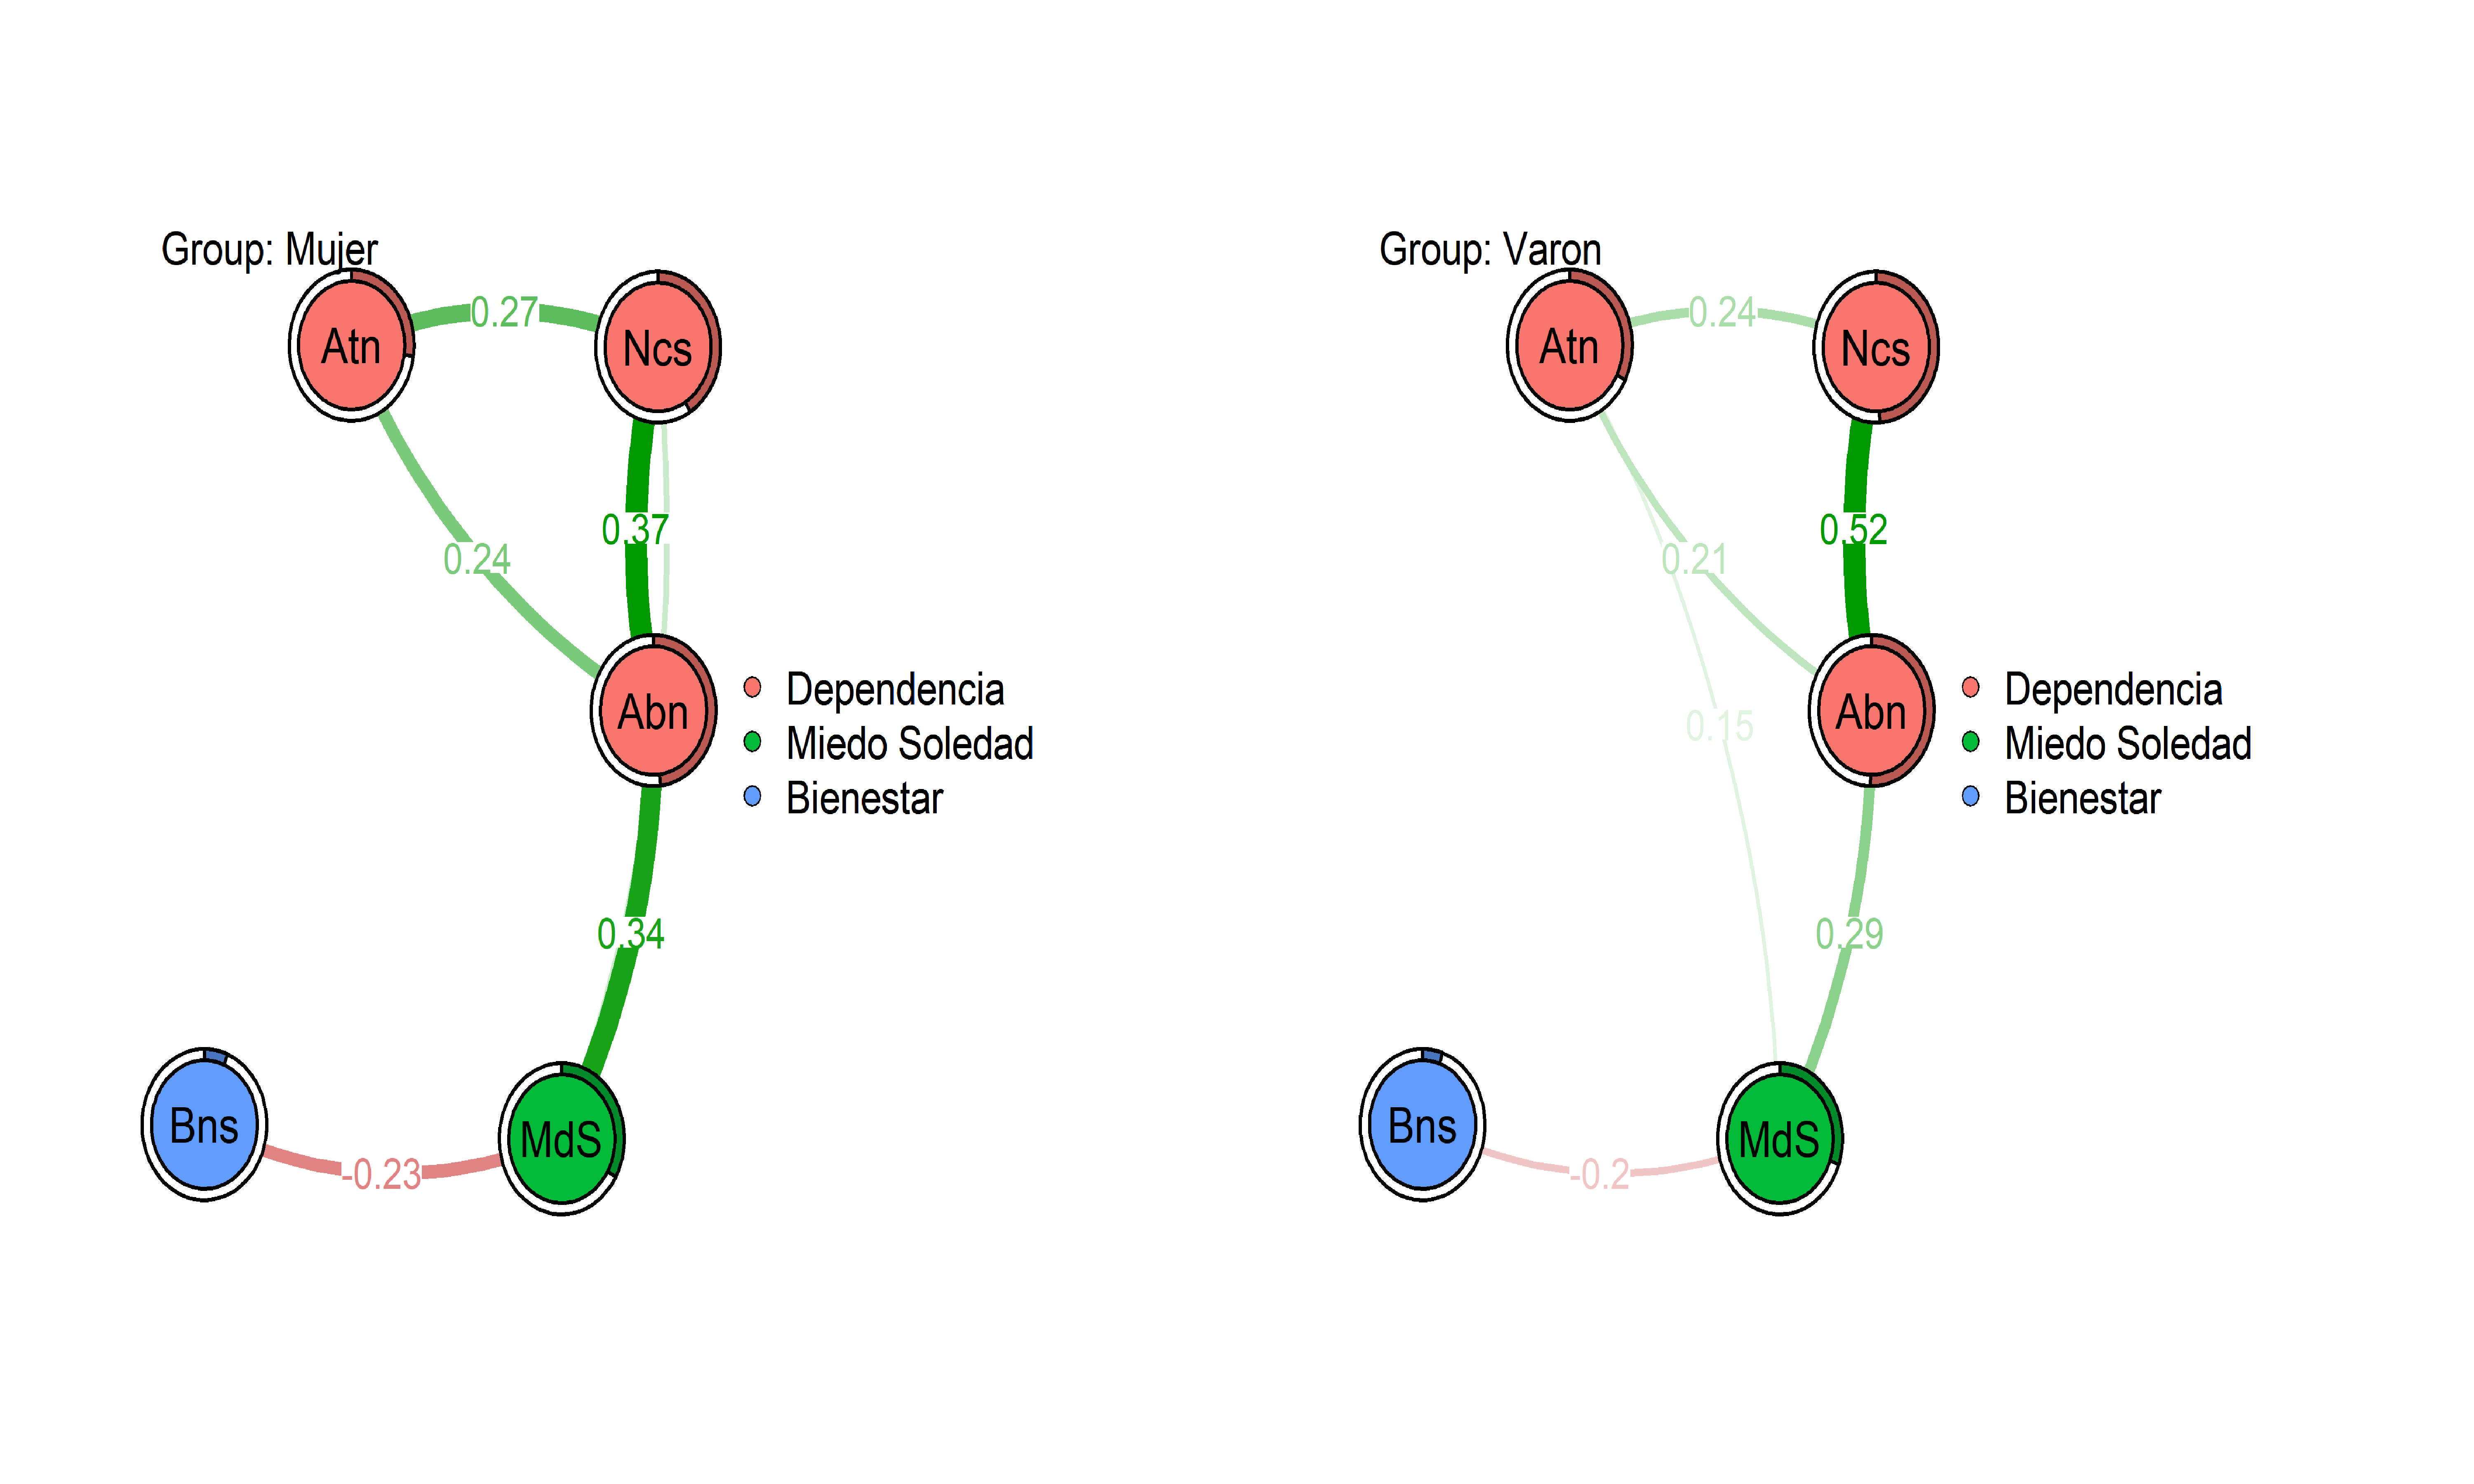 Group: Mujer
Atn
0.27
Ncs
0.24
0.37
Abn
Dependencia
Miedo Soledad
Bienestar
0.34
Bns
-0.23
MdS
Group: Varon
Atn
0.24
Ncs
0.21
0.52
0.15
Abn
Dependencia
Miedo Soledad
Bienestar
0.29
Bns
-0.2
MdS